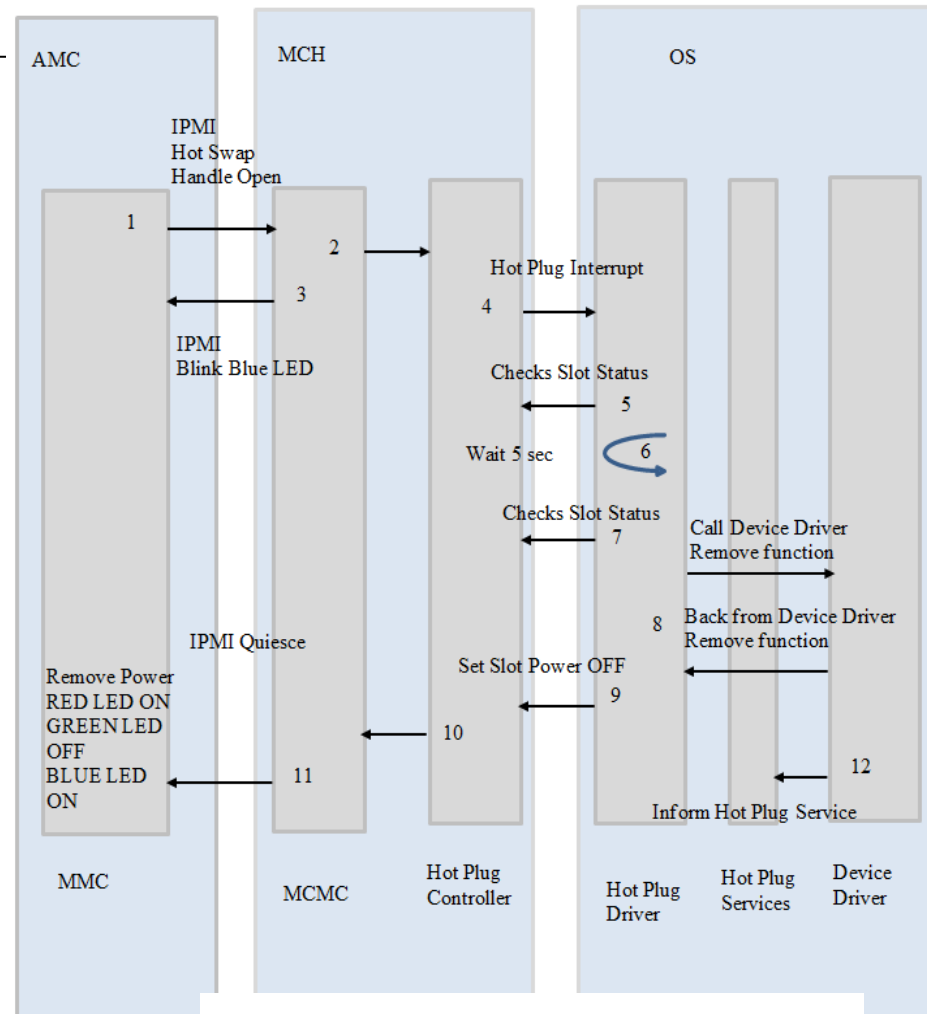 AMC
MCH
OS
IPMI
Hot Swap
Handle Open
1
2
Hot Plug Interrupt
3
4
IPMI
Blink Blue LED
Checks Slot Status
5
Wait 5 sec
6
Checks Slot Status
7
Call Device Driver
Remove function
8
Back from Device Driver
Remove function
IPMI Quiesce
Set Slot Power OFF
9
Remove Power
RED LED ON
GREEN LED
OFF
BLUE LED
ON
10
11
12
Inform Hot Plug Service
MMC
MCMC
Hot Plug
Controller
Hot Plug
Driver
Hot Plug
Services
Device
Driver